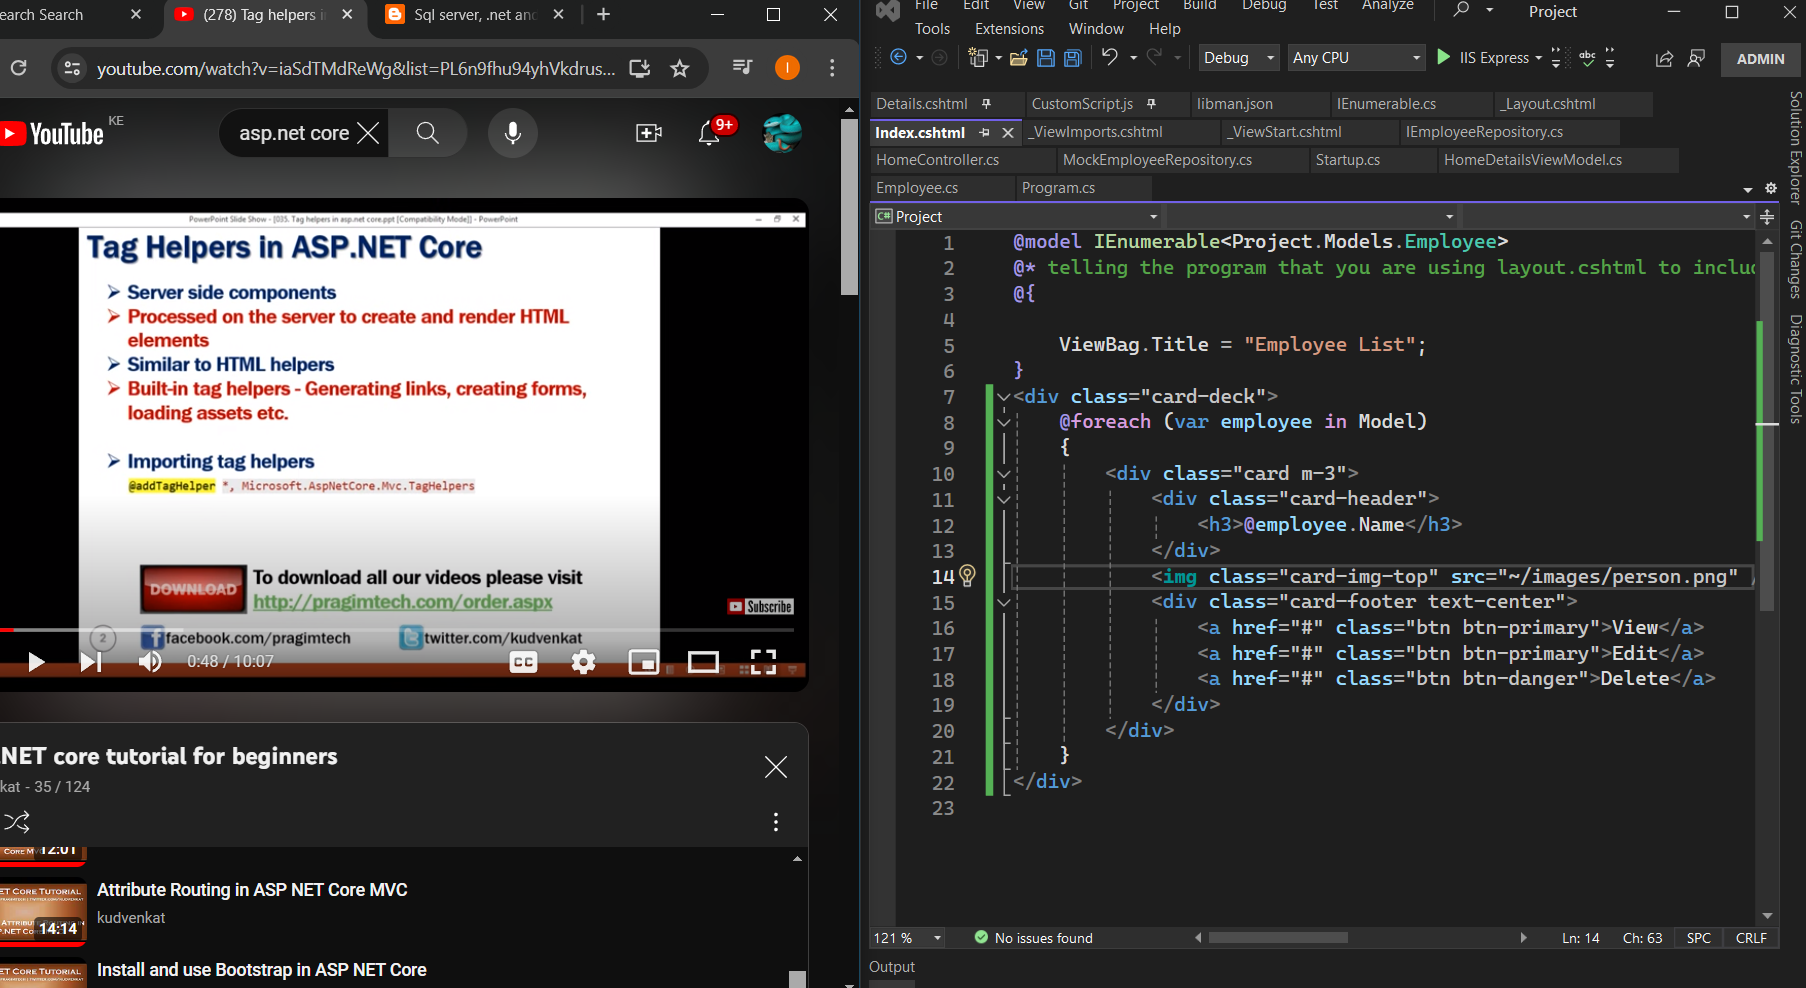 earch Search
(278) Tag helpers i
Sql server, .net and
youtube.com/watch?v=iaSdTMdReWg&list=PL6n9fhu94yhVkdrus...
I
YouTube KE
asp.net core
9+
PowerPoint Slide Show - [035. Tag helpers in asp.net core.ppt [Compatibility Mode]] - PowerPoint
Tag Helpers in ASP.NET Core
Server side components
Processed on the server to create and render HTML
elements
Similar to HTML helpers
Built-in tag helpers - Generating links, creating forms,
loading assets etc.
Importing tag helpers
@addTagHelper *, Microsoft.AspNetCore.Mvc.TagHelpers
DOWNLOAD
To download all our videos please visit
http://pragimtech.com/order.aspx
Subscribe
2
facebook.com/pragimtech
twitter.com/kudvenkat
0:48 / 10:07
CC
.NET core tutorial for beginners
kat - 35 / 124
12:01
Attribute Routing in ASP NET Core MVC
kudvenkat
ET CORE TUTORIAL
14:14
Install and use Bootstrap in ASP NET Core
ET CORE TUTORIAL
File Edit View Git Project Build Debug Test Analyze
Project
Tools Extensions Window Help
Debug
Any CPU
IIS Express
abc
ADMIN
Details.cshtml CustomScript.js libman.json IEnumerable.cs _Layout.cshtml
Index.cshtml _ViewImports.cshtml _ViewStart.cshtml IEmployeeRepository.cs
HomeController.cs MockEmployeeRepository.cs Startup.cs HomeDetailsViewModel.cs
Employee.cs Program.cs
C# Project
1 @model IEnumerable<Project.Models.Employee>
2 @* telling the program that you are using layout.cshtml to includ
3 @{
4
5 ViewBag.Title = "Employee List";
6 }
7 <div class="card-deck">
8 @foreach (var employee in Model)
9 {
10 <div class="card m-3">
11 <div class="card-header">
12 <h3>@employee.Name</h3>
13 </div>
14 <img class="card-img-top" src="~/images/person.png" /
15 <div class="card-footer text-center">
16 <a href="#" class="btn btn-primary">View</a>
17 <a href="#" class="btn btn-primary">Edit</a>
18 <a href="#" class="btn btn-danger">Delete</a>
19 </div>
20 </div>
21 }
22 </div>
23
121 %
No issues found
Ln: 14 Ch: 63 SPC CRLF
Output
Solution Explorer
Git Changes
Diagnostic Tools